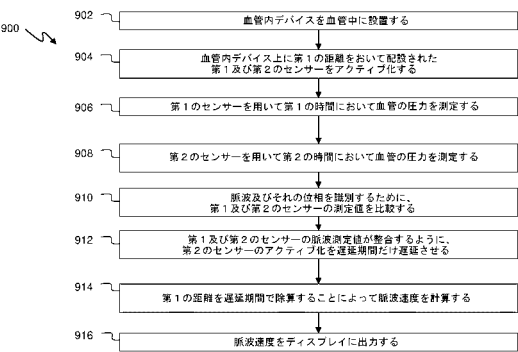 900
902
血管内デバイスを血管中に設置する
904
血管内デバイス上に第１の距離をおいて配設された
第１及び第２のセンサーをアクティブ化する
906
第１のセンサーを用いて第１の時間において血管の圧力を測定する
908
第２のセンサーを用いて第２の時間において血管の圧力を測定する
910
脈波及びそれの位相を識別するために、
第１及び第２のセンサーの測定値を比較する
912
第１及び第２のセンサーの脈波測定値が整合するように、
第２のセンサーのアクティブ化を遅延期間だけ遅延させる
914
第１の距離を遅延期間で除算することによって脈波速度を計算する
916
脈波速度をディスプレイに出力する